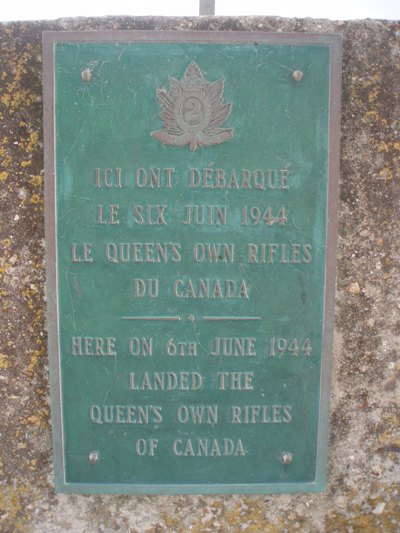 2
ICI ONT DÉBARQUÉ
LE SIX JUIN 1944
LE QUEEN'S OWN RIFLES
DU CANADA
HERE ON 6TH JUNE 1944
LANDED THE
QUEEN'S OWN RIFLES
OF CANADA